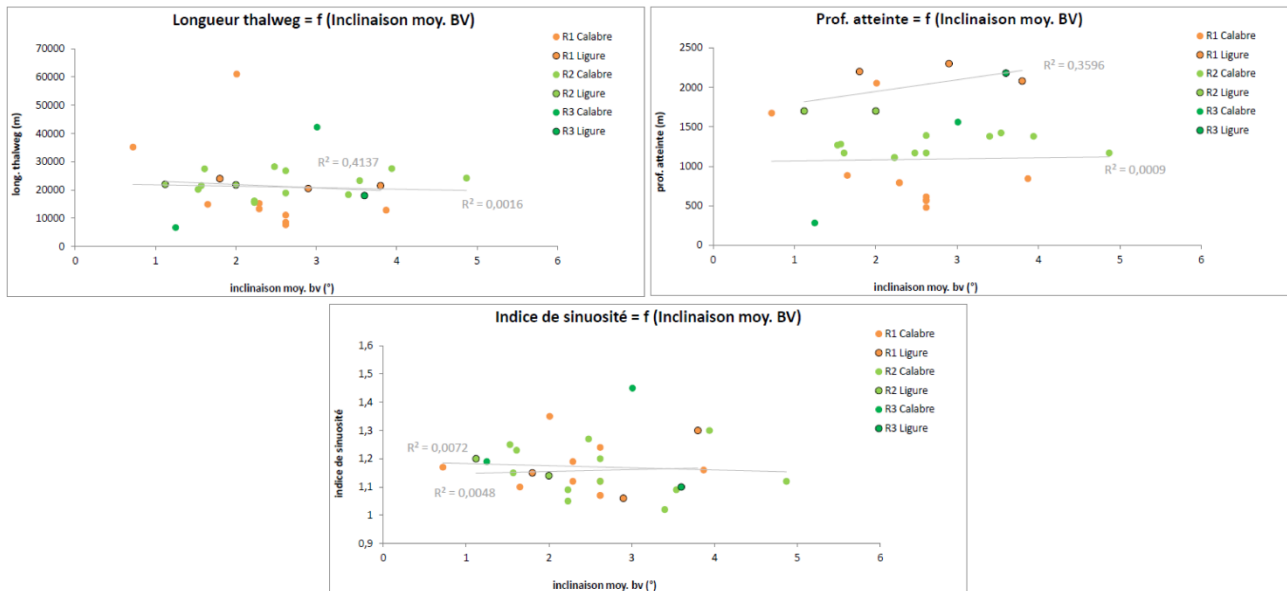 Longueur thalweg = f (Inclinaison moy. BV)
70000
60000
50000
40000
30000
20000
10000
0
long. thalweg (m)
R² = 0,4137
R² = 0,0016
0 1 2 3 4 5 6
inclinaison moy. bv (°)
R1 Calabre
R1 Ligure
R2 Calabre
R2 Ligure
R3 Calabre
R3 Ligure
Prof. atteinte = f (Inclinaison moy. BV)
2500
2000
1500
1000
500
0
prof. atteinte (m)
R² = 0,3596
R² = 0,0009
0 1 2 3 4 5 6
inclinaison moy. bv (°)
R1 Calabre
R1 Ligure
R2 Calabre
R2 Ligure
R3 Calabre
R3 Ligure
Indice de sinuosité = f (Inclinaison moy. BV)
1,6
1,5
1,4
1,3
1,2
1,1
1
0,9
indice de sinuosité
R² = 0,0072
R² = 0,0048
0 1 2 3 4 5 6
inclinaison moy. bv (°)
R1 Calabre
R1 Ligure
R2 Calabre
R2 Ligure
R3 Calabre
R3 Ligure